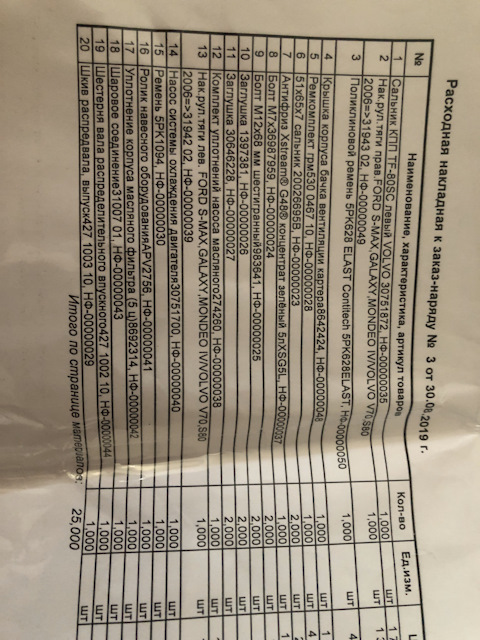 Расходная накладная к заказ-наряду № 3 от 30.08.2019 г.
№ Наименование, характеристика, артикул товаров Кол-во Ед.изм.
1 Сальник КПП TF-80SC левый VOLVO 30751872, НФ-00000035 1,000 шт
2 Нак.рул.тяги прав.FORD S-MAX,GALAXY,MONDEO IV/VOLVO V70,S80
2006=>31943 02, НФ-00000049 1,000 шт
3 Поликлиновой ремень 5PK628 ELAST Contitech 5PK628ELAST, НФ-00000050 1,000 шт
4 Крышка корпуса бачка вентиляции картера8642424, НФ-00000048 1,000 шт
5 Ремкомплект грм530 0467 10, НФ-00000028 1,000 шт
6 51x65x7 сальник 20026695B, НФ-00000023 2,000 шт
7 Антифриз Xstream® G48® концентрат зелёный 5лXSG5L, НФ-00000037 1,000 шт
8 Болт M7x36987959, НФ-00000024 2,000 шт
9 Болт M12x68 мм шестигранный983641, НФ-00000025 1,000 шт
10 Заглушка 1397381, НФ-00000026 2,000 шт
11 Заглушка 30646228, НФ-00000027 2,000 шт
12 Комплект уплотнений насоса масляного274260, НФ-00000038 1,000 шт
13 Нак.рул.тяги лев. FORD S-MAX,GALAXY,MONDEO IV/VOLVO V70,S80
2006=>31942 02, НФ-00000039 1,000 шт
14 Насос системы охлаждения двигателя30751700, НФ-00000040 1,000 шт
15 Ремень 5PK1094, НФ-00000030 1,000 шт
16 Ролик навесного оборудованияAPV2756, НФ-00000041 1,000 шт
17 Уплотнение корпуса масляного фильтра (5 ц)8692314, НФ-00000042 1,000 шт
18 Шаровое соединение31007 01, НФ-00000043 1,000 шт
19 Шестерня вала распределительного впускного427 1002 10, НФ-00000044 1,000 шт
20 Шкив распредвала, выпуск427 1003 10, НФ-00000029 1,000 шт
Итого по странице материалов: 25,000